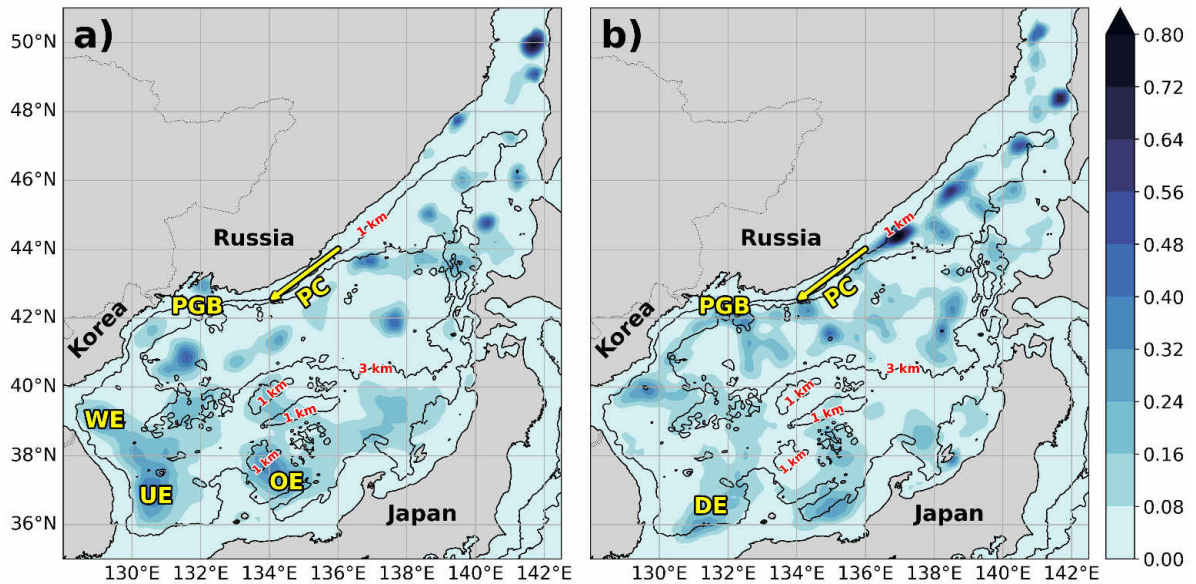 a)
50°N
48°N
46°N
44°N
42°N
40°N
38°N
36°N
Russia
Korea
Japan
PGB
PC
WE
UE
OE
1 km
3 km
1 km
1 km
1 km
130°E 132°E 134°E 136°E 138°E 140°E 142°E
b)
Russia
Korea
Japan
PGB
PC
DE
1 km
3 km
1 km
1 km
1 km
130°E 132°E 134°E 136°E 138°E 140°E 142°E
0.80
0.72
0.64
0.56
0.48
0.40
0.32
0.24
0.16
0.08
0.00